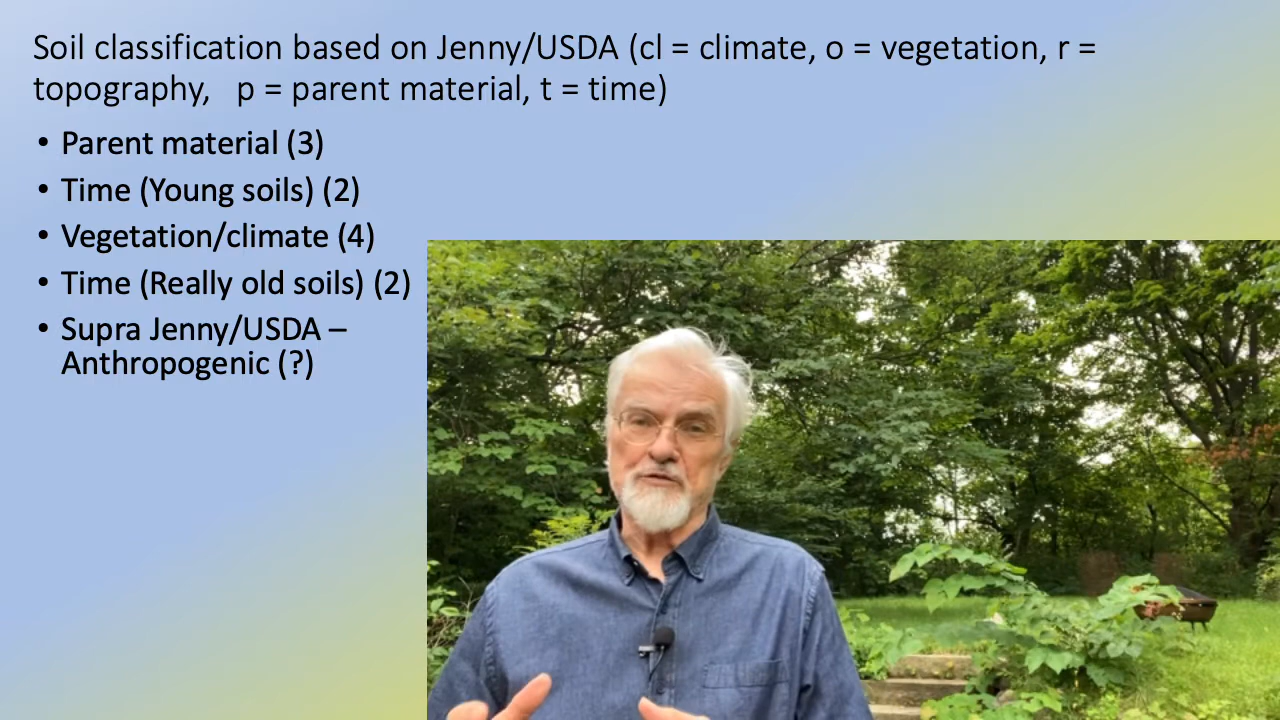 Soil classification based on Jenny/USDA (cl = climate, o = vegetation, r =
topography, p = parent material, t = time)
• Parent material (3)
• Time (Young soils) (2)
• Vegetation/climate (4)
• Time (Really old soils) (2)
• Supra Jenny/USDA –
Anthropogenic (?)